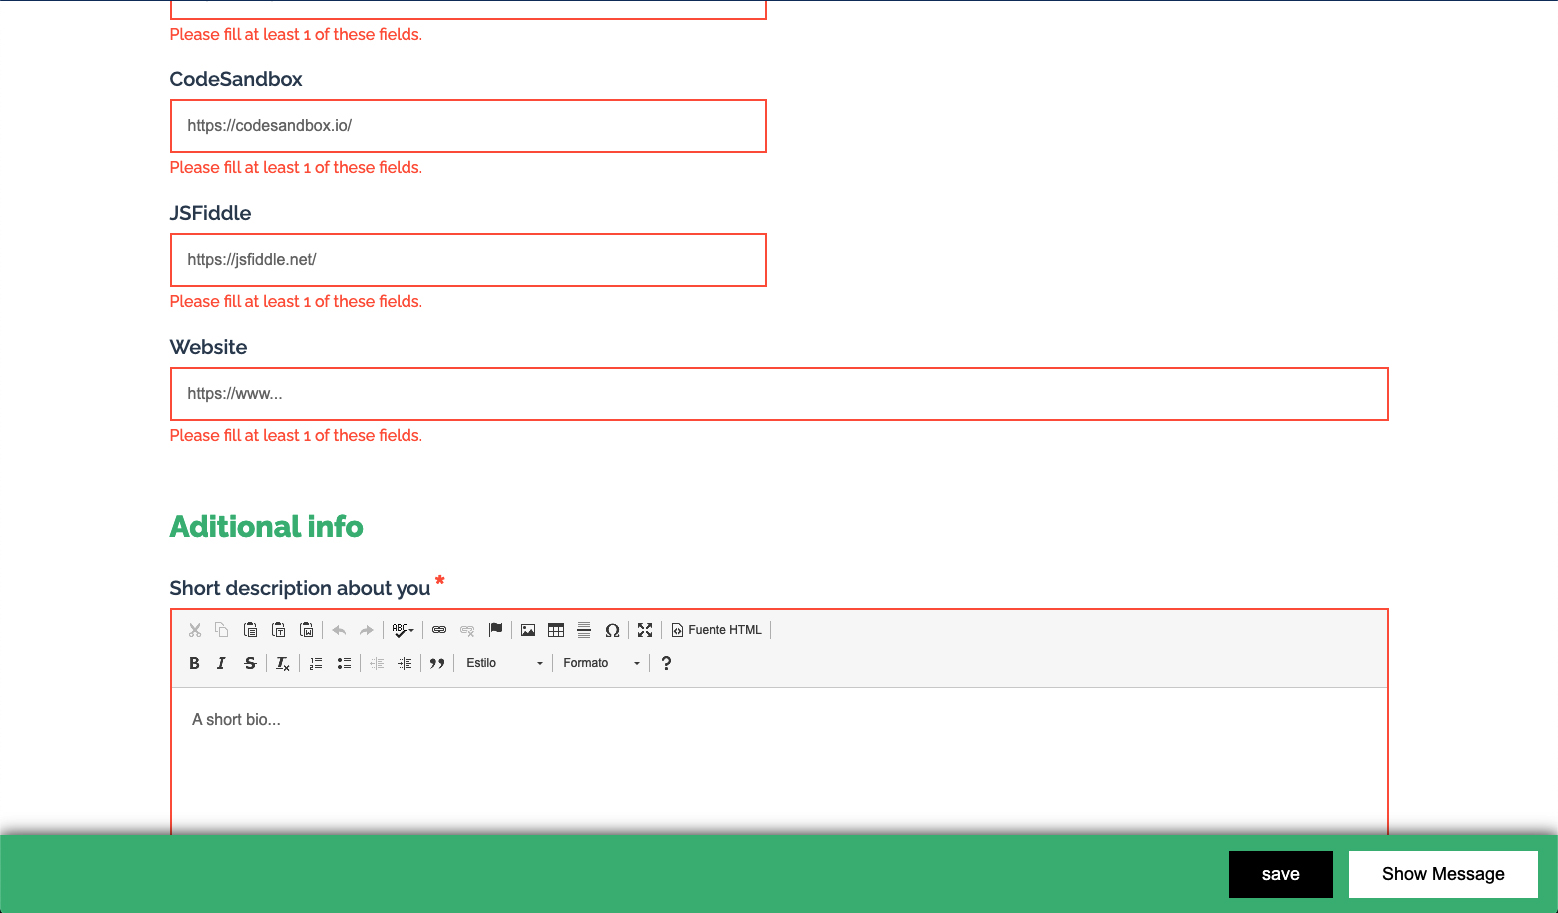 Please fill at least 1 of these fields.
CodeSandbox
https://codesandbox.io/
Please fill at least 1 of these fields.
JSFiddle
https://jsfiddle.net/
Please fill at least 1 of these fields.
Website
https://www...
Please fill at least 1 of these fields.
Aditional info
Short description about you *
ABC Ω Fuente HTML
B I S Tx Estilo Formato ?
A short bio...
save Show Message